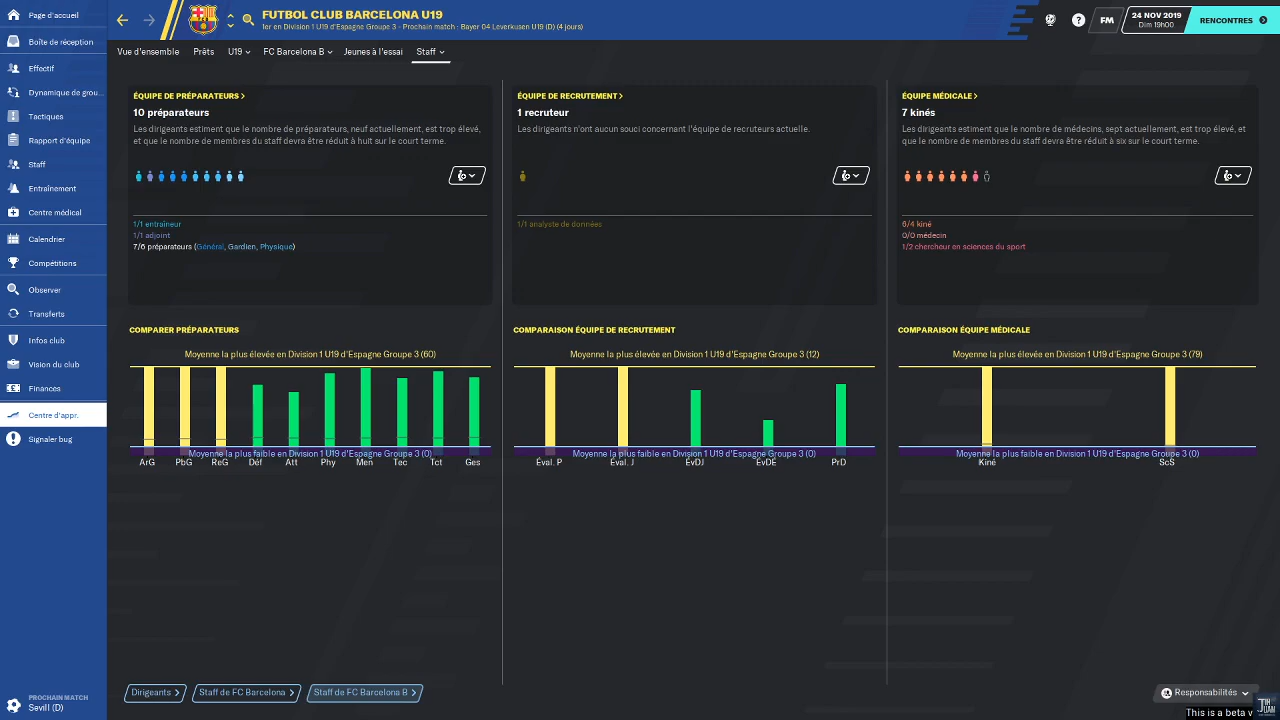 Page d'accueil
Boîte de réception
Effectif
Dynamique de grou...
Tactiques
Rapport d'équipe
Staff
Entraînement
Centre médical
Calendrier
Compétitions
Observer
Transferts
Infos club
Vision du club
Finances
Centre d'appr.
Signaler bug
PROCHAIN MATCH
Sevill (D)
FUTBOL CLUB BARCELONA U19
1er en Division 1 U19 d'Espagne Groupe 3 - Prochain match - Bayer 04 Leverkusen U19 (D) (4 jours)
FM
24 NOV 2019
Dim 19h00
RENCONTRES
Vue d'ensemble Prêts U19 FC Barcelona B Jeunes à l'essai Staff
ÉQUIPE DE PRÉPARATEURS
10 préparateurs
Les dirigeants estiment que le nombre de préparateurs, neuf actuellement, est trop élevé,
et que le nombre de membres du staff devra être réduit à huit sur le court terme.
1/1 entraîneur
1/1 adjoint
7/6 préparateurs (Général, Gardien, Physique)
COMPARER PRÉPARATEURS
Moyenne la plus élevée en Division 1 U19 d'Espagne Groupe 3 (60)
Moyenne la plus faible en Division 1 U19 d'Espagne Groupe 3 (0)
ArG PbG ReG Déf Att Phy Men Tec Tct Ges
ÉQUIPE DE RECRUTEMENT
1 recruteur
Les dirigeants n'ont aucun souci concernant l'équipe de recruteurs actuelle.
1/1 analyste de données
COMPARAISON ÉQUIPE DE RECRUTEMENT
Moyenne la plus élevée en Division 1 U19 d'Espagne Groupe 3 (12)
Moyenne la plus faible en Division 1 U19 d'Espagne Groupe 3 (0)
Éval. P Éval. J ÉvDJ ÉvDE PrD
ÉQUIPE MÉDICALE
7 kinés
Les dirigeants estiment que le nombre de médecins, sept actuellement, est trop élevé, et
que le nombre de membres du staff devra être réduit à six sur le court terme.
6/4 kiné
0/0 médecin
1/2 chercheur en sciences du sport
COMPARAISON ÉQUIPE MÉDICALE
Moyenne la plus élevée en Division 1 U19 d'Espagne Groupe 3 (79)
Moyenne la plus faible en Division 1 U19 d'Espagne Groupe 3 (0)
Kiné ScS
Dirigeants Staff de FC Barcelona Staff de FC Barcelona B
Responsabilités
This is a beta v